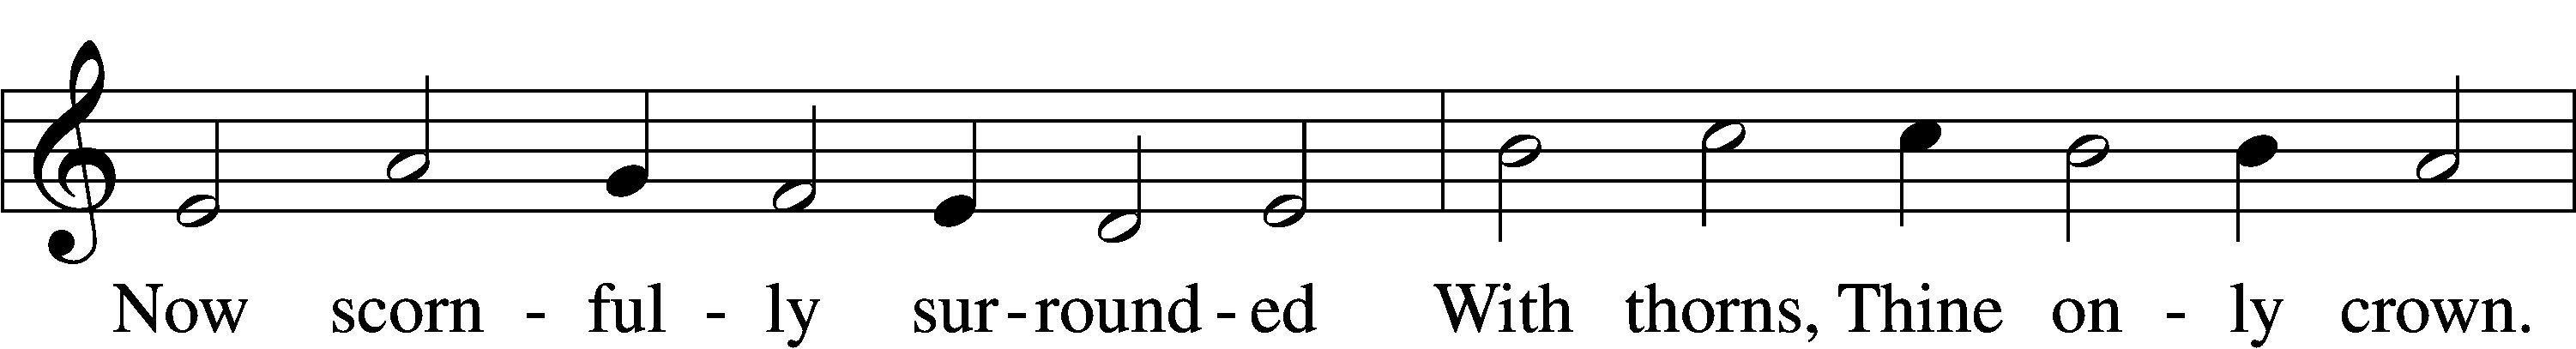 Now scorn - ful - ly sur - round - ed With thorns, Thine on - ly crown.